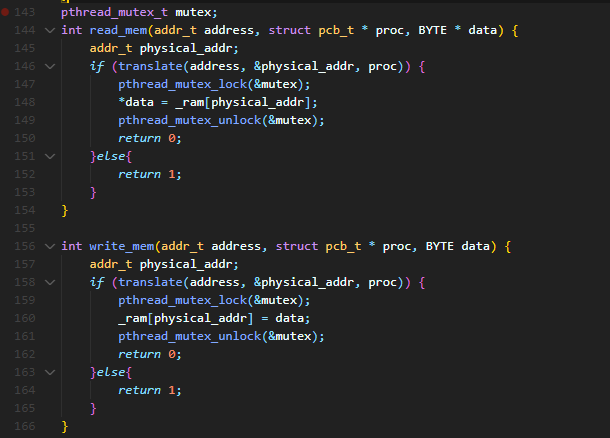 143 pthread_mutex_t mutex;
144 int read_mem(addr_t address, struct pcb_t * proc, BYTE * data) {
145     addr_t physical_addr;
146     if (translate(address, &physical_addr, proc)) {
147         pthread_mutex_lock(&mutex);
148         *data = _ram[physical_addr];
149         pthread_mutex_unlock(&mutex);
150         return 0;
151     }else{
152         return 1;
153     }
154 }
155
156 int write_mem(addr_t address, struct pcb_t * proc, BYTE data) {
157     addr_t physical_addr;
158     if (translate(address, &physical_addr, proc)) {
159         pthread_mutex_lock(&mutex);
160         _ram[physical_addr] = data;
161         pthread_mutex_unlock(&mutex);
162         return 0;
163     }else{
164         return 1;
165     }
166 }